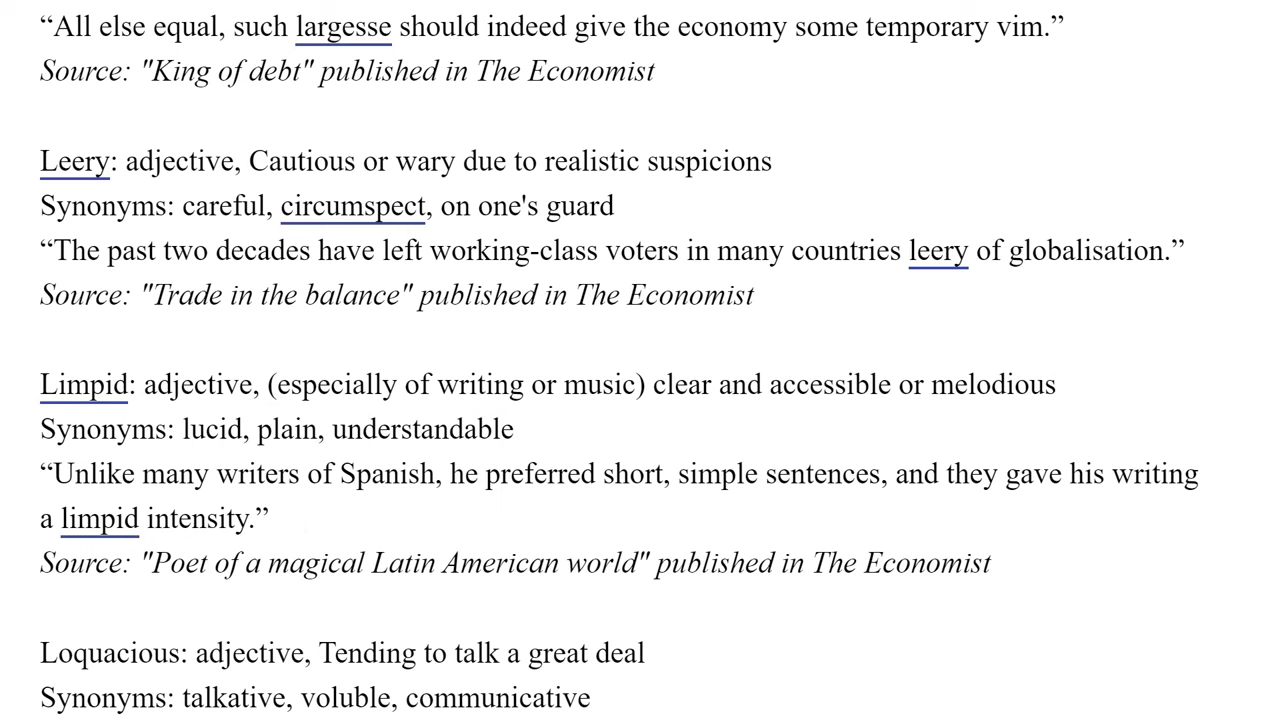 “All else equal, such largesse should indeed give the economy some temporary vim.”
Source: "King of debt" published in The Economist
Leery: adjective, Cautious or wary due to realistic suspicions
Synonyms: careful, circumspect, on one's guard
“The past two decades have left working-class voters in many countries leery of globalisation.”
Source: "Trade in the balance" published in The Economist
Limpid: adjective, (especially of writing or music) clear and accessible or melodious
Synonyms: lucid, plain, understandable
“Unlike many writers of Spanish, he preferred short, simple sentences, and they gave his writing
a limpid intensity.”
Source: "Poet of a magical Latin American world" published in The Economist
Loquacious: adjective, Tending to talk a great deal
Synonyms: talkative, voluble, communicative